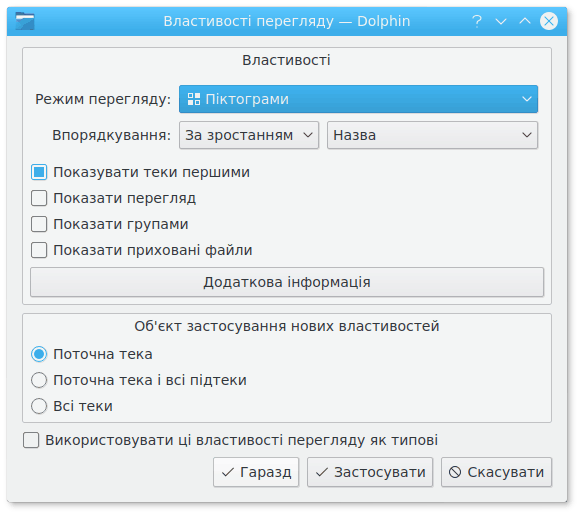 Властивості перегляду — Dolphin
Властивості
Режим перегляду: Піктограми
Впорядкування: За зростанням Назва
Показувати теки першими
Показати перегляд
Показати групами
Показати приховані файли
Додаткова інформація
Об'єкт застосування нових властивостей
Поточна тека
Поточна тека і всі підтеки
Всі теки
Використовувати ці властивості перегляду як типові
Гаразд Застосувати Скасувати